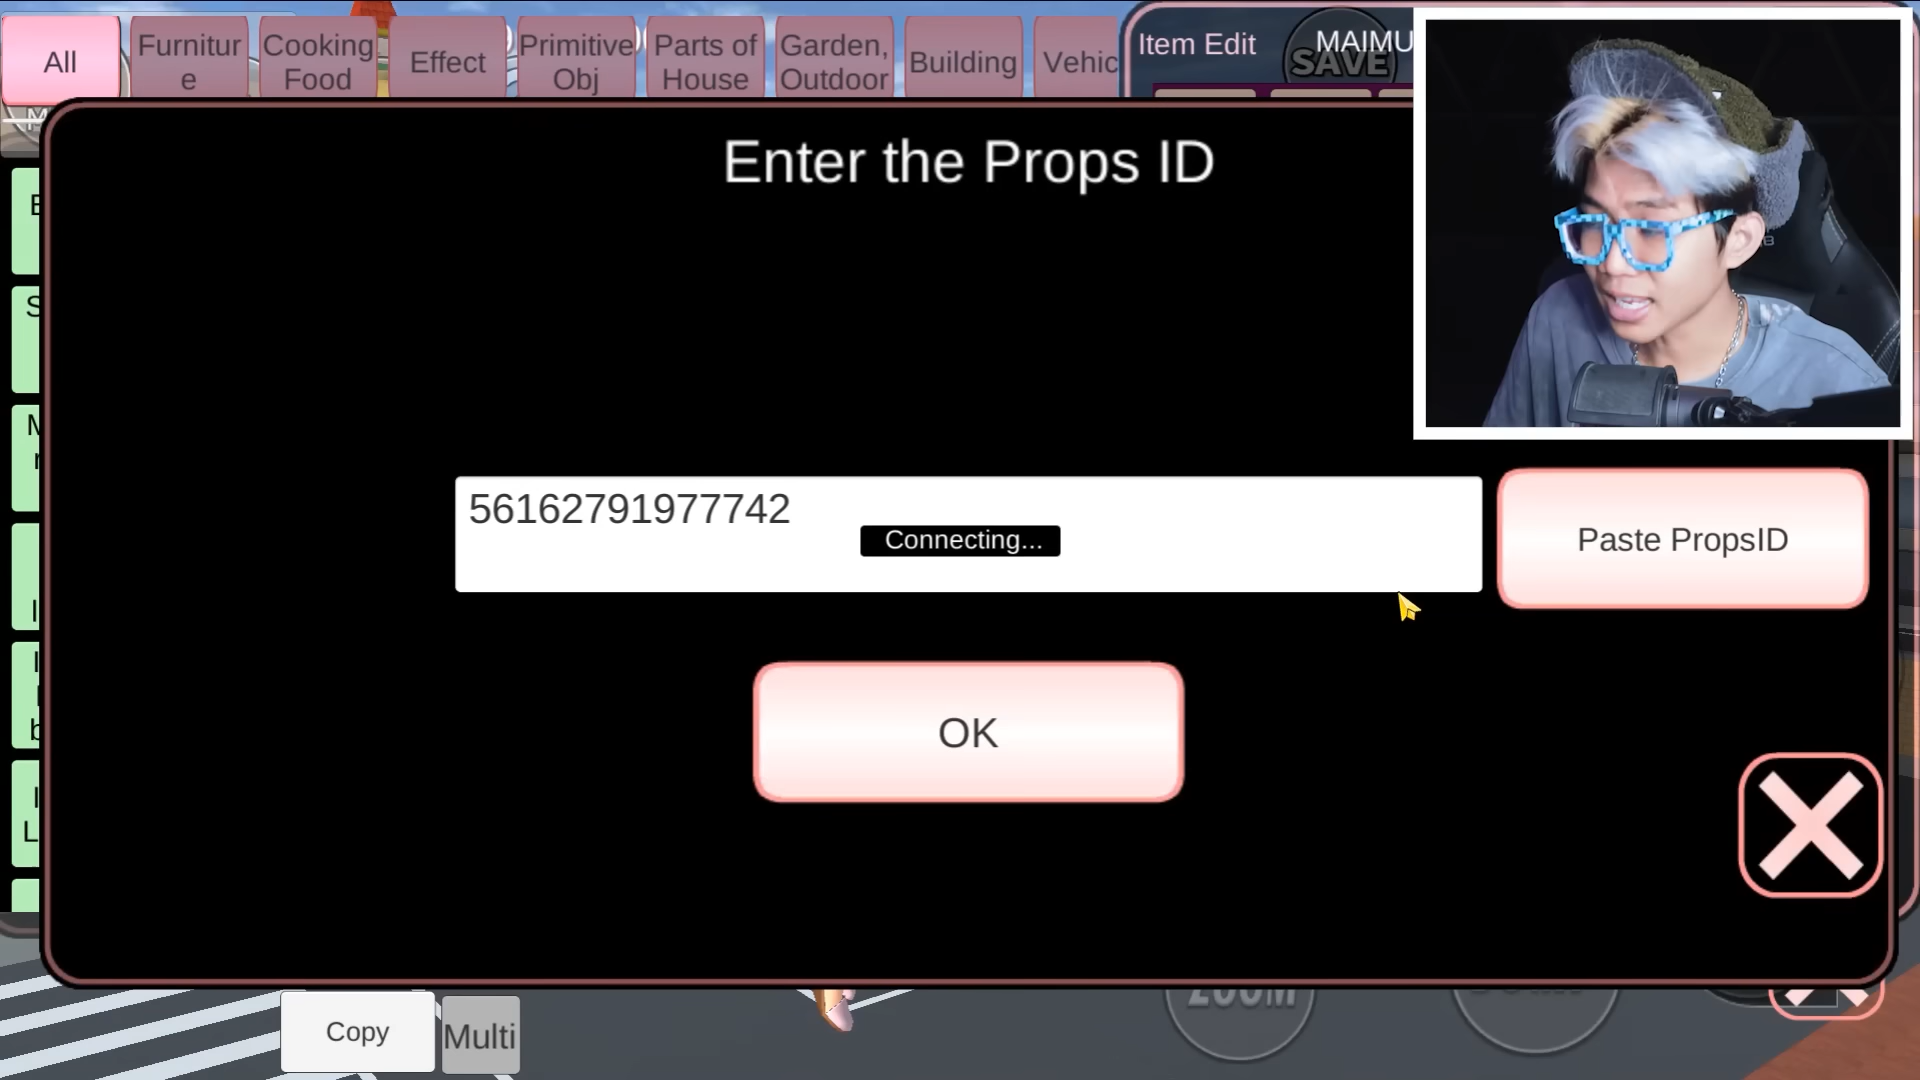 All
Furnitur
e
Cooking
Food
Effect
Primitive
Obj
Parts of
House
Garden,
Outdoor
Building
Vehic
Item Edit
SAVE
MAIMU
Enter the Props ID
56162791977742
Connecting...
Paste PropsID
OK
Copy
Multi
ZOOM